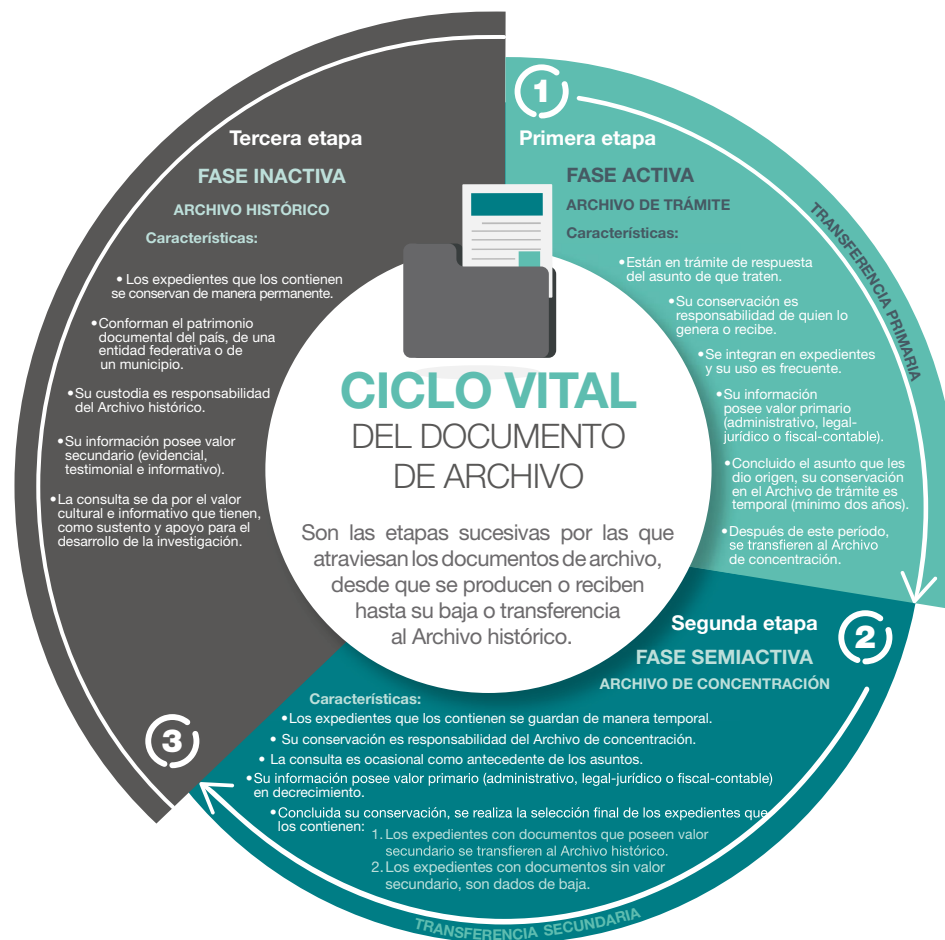 CICLO VITAL
DEL DOCUMENTO
DE ARCHIVO
Son las etapas sucesivas por las que
atraviesan los documentos de archivo,
desde que se producen o reciben
hasta su baja o transferencia
al Archivo histórico.
1
Primera etapa
FASE ACTIVA
ARCHIVO DE TRÁMITE
Características:
•Están en trámite de respuesta
del asunto de que traten.
•Su conservación es
responsabilidad de quien lo
genera o recibe.
•Se integran en expedientes
y su uso es frecuente.
•Su información
posee valor primario
(administrativo, legal-
jurídico o fiscal-contable).
•Concluido el asunto que les
dio origen, su conservación
en el Archivo de trámite es
temporal (mínimo dos años).
•Después de este período,
se transfieren al Archivo
de concentración.
TRANSFERENCIA PRIMARIA
Segunda etapa
2
FASE SEMIACTIVA
ARCHIVO DE CONCENTRACIÓN
Características:
•Los expedientes que los contienen se guardan de manera temporal.
• Su conservación es responsabilidad del Archivo de concentración.
• La consulta es ocasional como antecedente de los asuntos.
•Su información posee valor primario (administrativo, legal-jurídico o fiscal-contable)
en decrecimiento.
•Concluida su conservación, se realiza la selección final de los expedientes que
los contienen:
1. Los expedientes con documentos que poseen valor
secundario se transfieren al Archivo histórico.
2. Los expedientes con documentos sin valor
secundario, son dados de baja.
TRANSFERENCIA SECUNDARIA
3
Tercera etapa
FASE INACTIVA
ARCHIVO HISTÓRICO
Características:
• Los expedientes que los contienen
se conservan de manera permanente.
•Conforman el patrimonio
documental del país, de una
entidad federativa o de
un municipio.
•Su custodia es responsabilidad
del Archivo histórico.
•Su información posee valor
secundario (evidencial,
testimonial e informativo).
•La consulta se da por el valor
cultural e informativo que tienen,
como sustento y apoyo para el
desarrollo de la investigación.